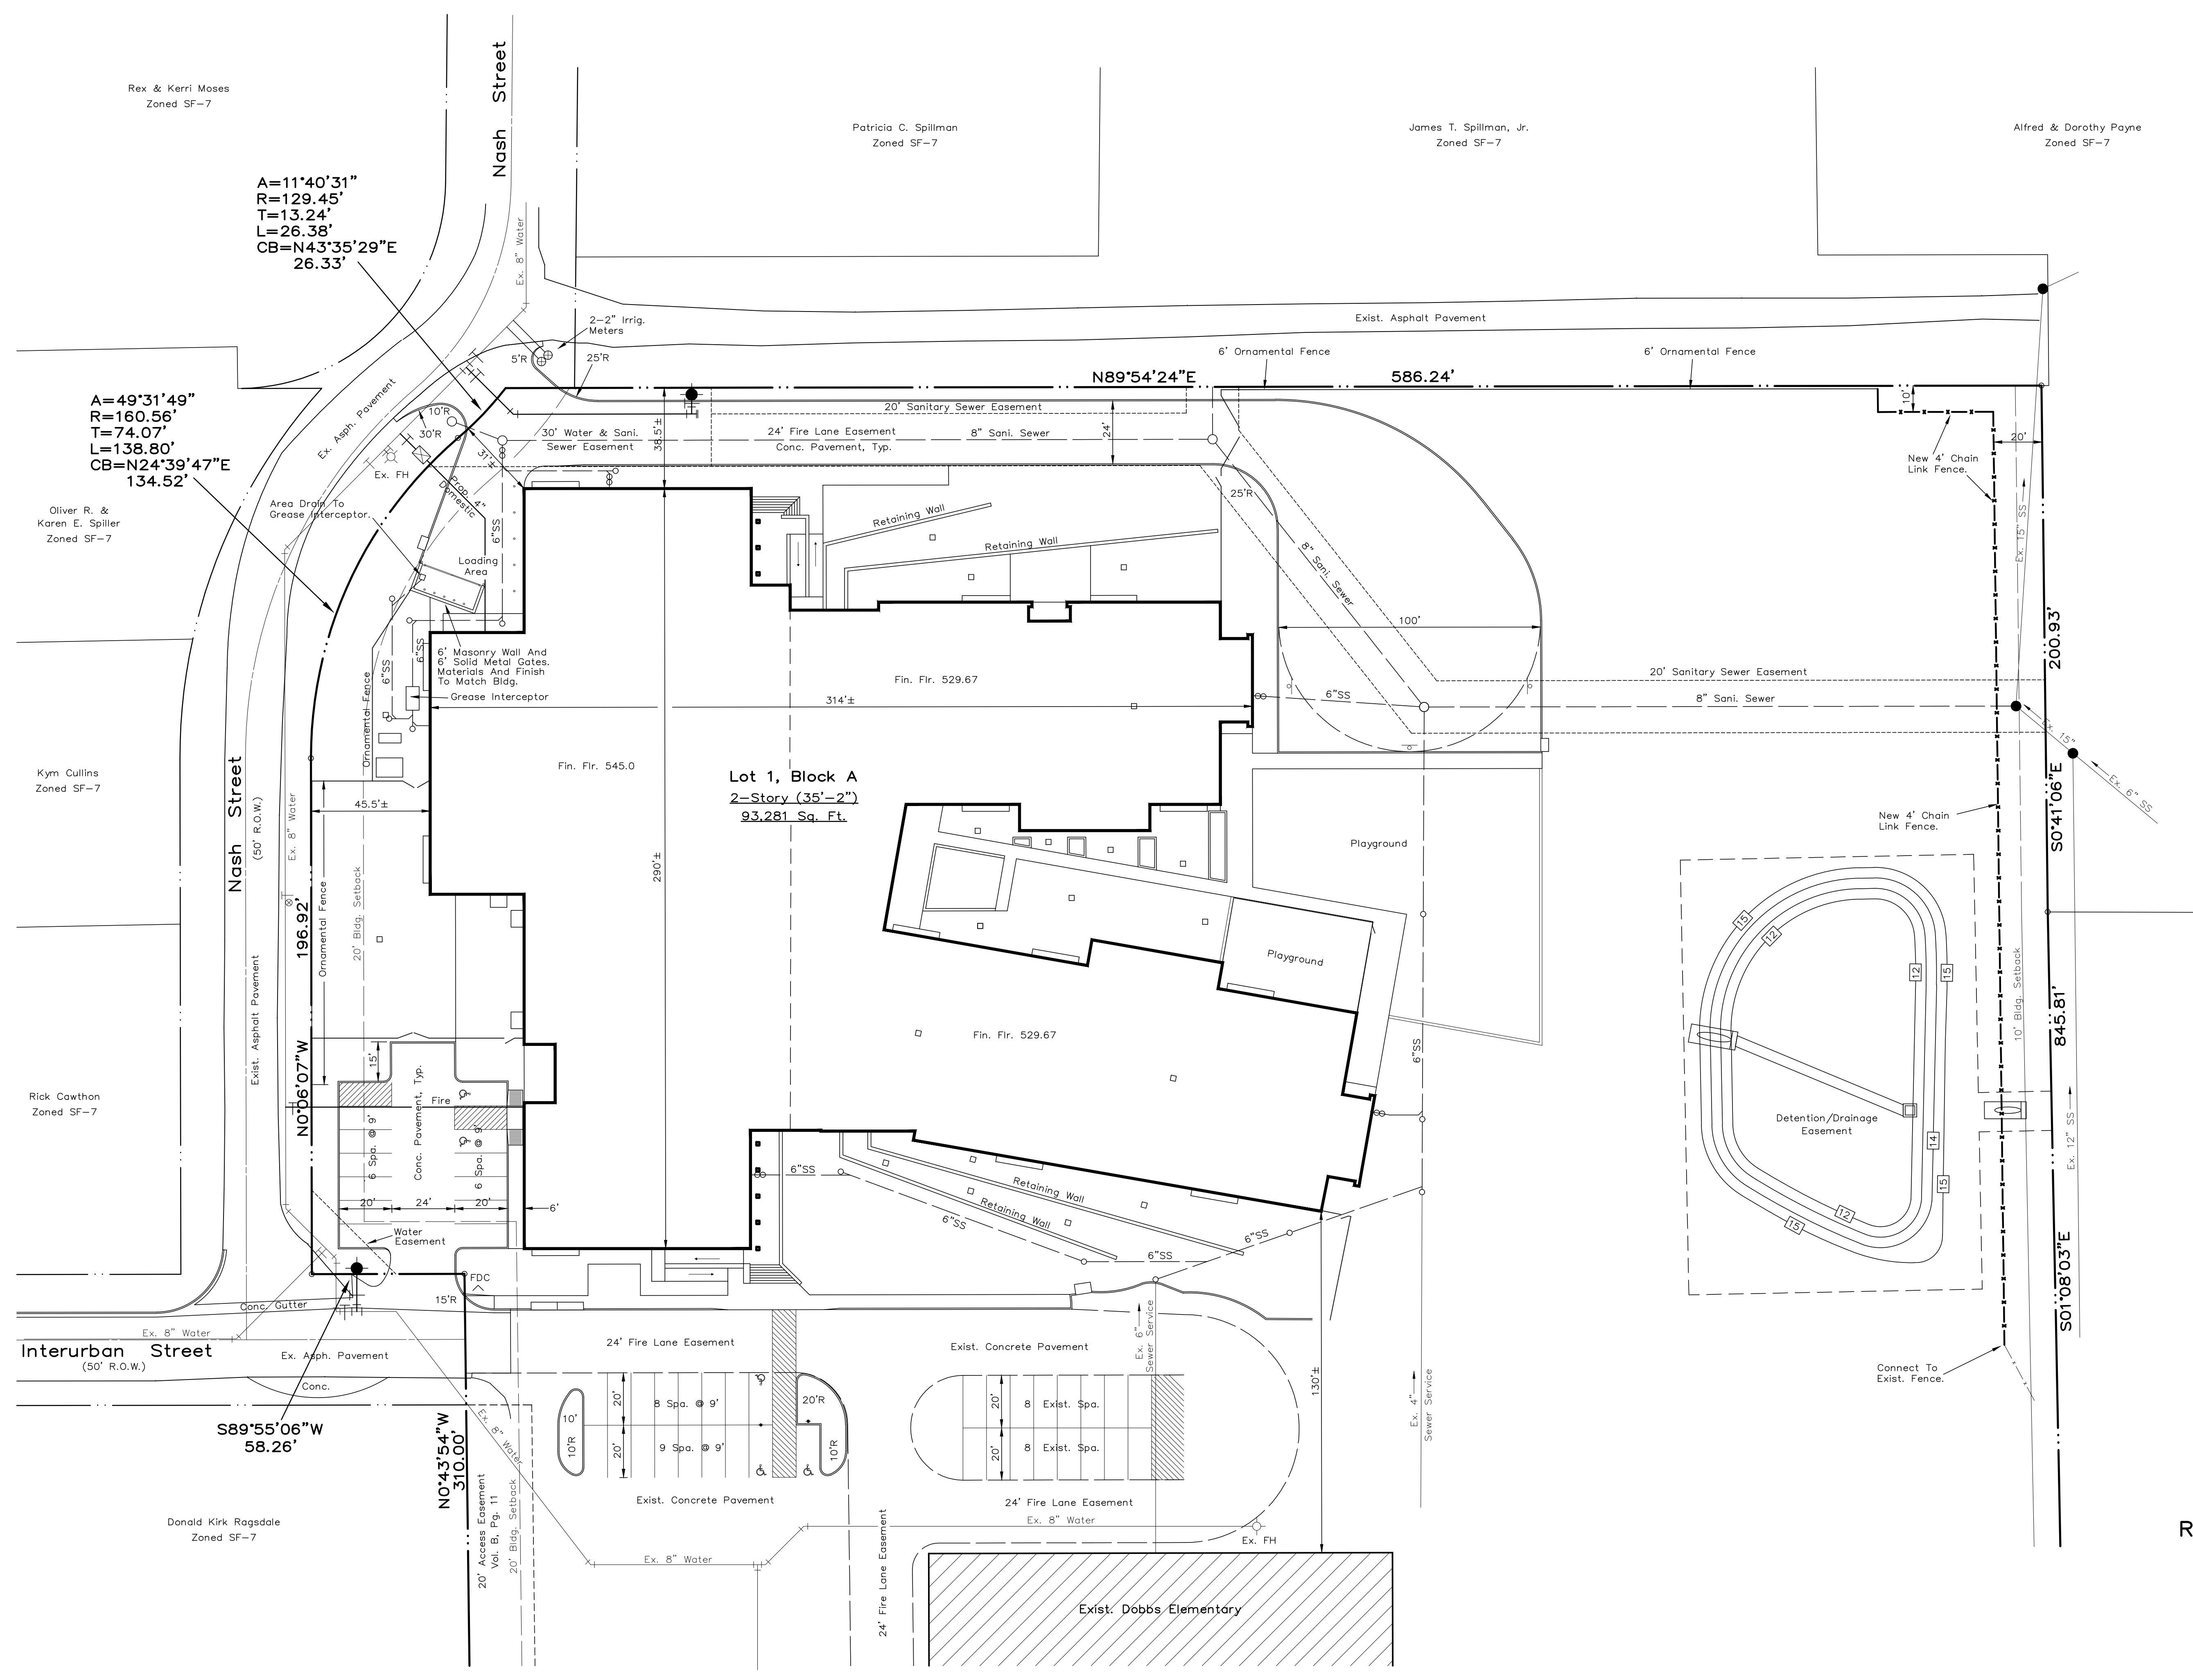 Rex & Kerri Moses
Zoned SF-7
Nash Street
Patricia C. Spillman
Zoned SF-7
James T. Spillman, Jr.
Zoned SF-7
Alfred & Dorothy Payne
Zoned SF-7
A=11°40'31"
R=129.45'
T=13.24'
L=26.38'
CB=N43°35'29"E
26.33'
Ex. 8" Water
2-2" Irrig.
Meters
5'R
25'R
Exist. Asphalt Pavement
6' Ornamental Fence
6' Ornamental Fence
N89°54'24"E
586.24'
A=49°31'49"
R=160.56'
T=74.07'
L=138.80'
CB=N24°39'47"E
134.52'
Ex. Asph. Pavement
10'R
30'R
Ex. FH
31'±
38.5'±
30' Water & Sani.
Sewer Easement
20' Sanitary Sewer Easement
24' Fire Lane Easement
Conc. Pavement, Typ.
8" Sani. Sewer
24'
10'
20'
New 4' Chain
Link Fence.
Oliver R. &
Karen E. Spiller
Zoned SF-7
Area Drain To
Grease Interceptor.
Prop. 4"
Domestic
6"SS
Loading
Area
Retaining Wall
Retaining Wall
25'R
8" Sani. Sewer
Ex. 15" SS
100'
200.93'
6"SS
6"SS
6' Masonry Wall And
6' Solid Metal Gates.
Materials And Finish
To Match Bldg.
Grease Interceptor
Ornamental Fence
Fin. Flr. 529.67
314'±
6"SS
20' Sanitary Sewer Easement
8" Sani. Sewer
Ex. 15"
Ex. 6" SS
Kym Cullins
Zoned SF-7
Nash Street
(50' R.O.W.)
Ex. 8" Water
45.5'±
Fin. Flr. 545.0
Lot 1, Block A
2-Story (35'-2")
93,281 Sq. Ft.
290'±
Playground
New 4' Chain
Link Fence.
S0°41'06"E
196.92'
Ornamental Fence
20' Bldg. Setback
Playground
15
12
12
15
10' Bldg. Setback
845.81'
Exist. Asphalt Pavement
N0°06'07"W
Fin. Flr. 529.67
6"SS
Rick Cawthon
Zoned SF-7
15'
Fire
6 Spa. @ 9'
Conc. Pavement, Typ.
6 Spa. @ 9'
20'
24'
20'
6'
Water
Easement
Detention/Drainage
Easement
14
15
12
15
Ex. 12" SS
S01°08'03"E
6"SS
Retaining Wall
Retaining Wall
6"SS
6"SS
6"SS
FDC
15'R
Conc. Gutter
Ex. 8" Water
Interurban Street
(50' R.O.W.)
Ex. Asph. Pavement
Conc.
24' Fire Lane Easement
Exist. Concrete Pavement
Ex. 6"
Sewer Service
130'±
Ex. 4"
Sewer Service
Connect To
Exist. Fence.
S89°55'06"W
58.26'
N0°43'54"W
310.00'
Ex. 8" Water
10'
10'R
20'
20'
8 Spa. @ 9'
9 Spa. @ 9'
20'R
10'R
20'
20'
8 Exist. Spa.
8 Exist. Spa.
Donald Kirk Ragsdale
Zoned SF-7
20' Access Easement
Vol. B, Pg. 11
20' Bldg. Setback
Exist. Concrete Pavement
24' Fire Lane Easement
24' Fire Lane Easement
Ex. 8" Water
Ex. 8" Water
Ex. FH
R
Exist. Dobbs Elementary